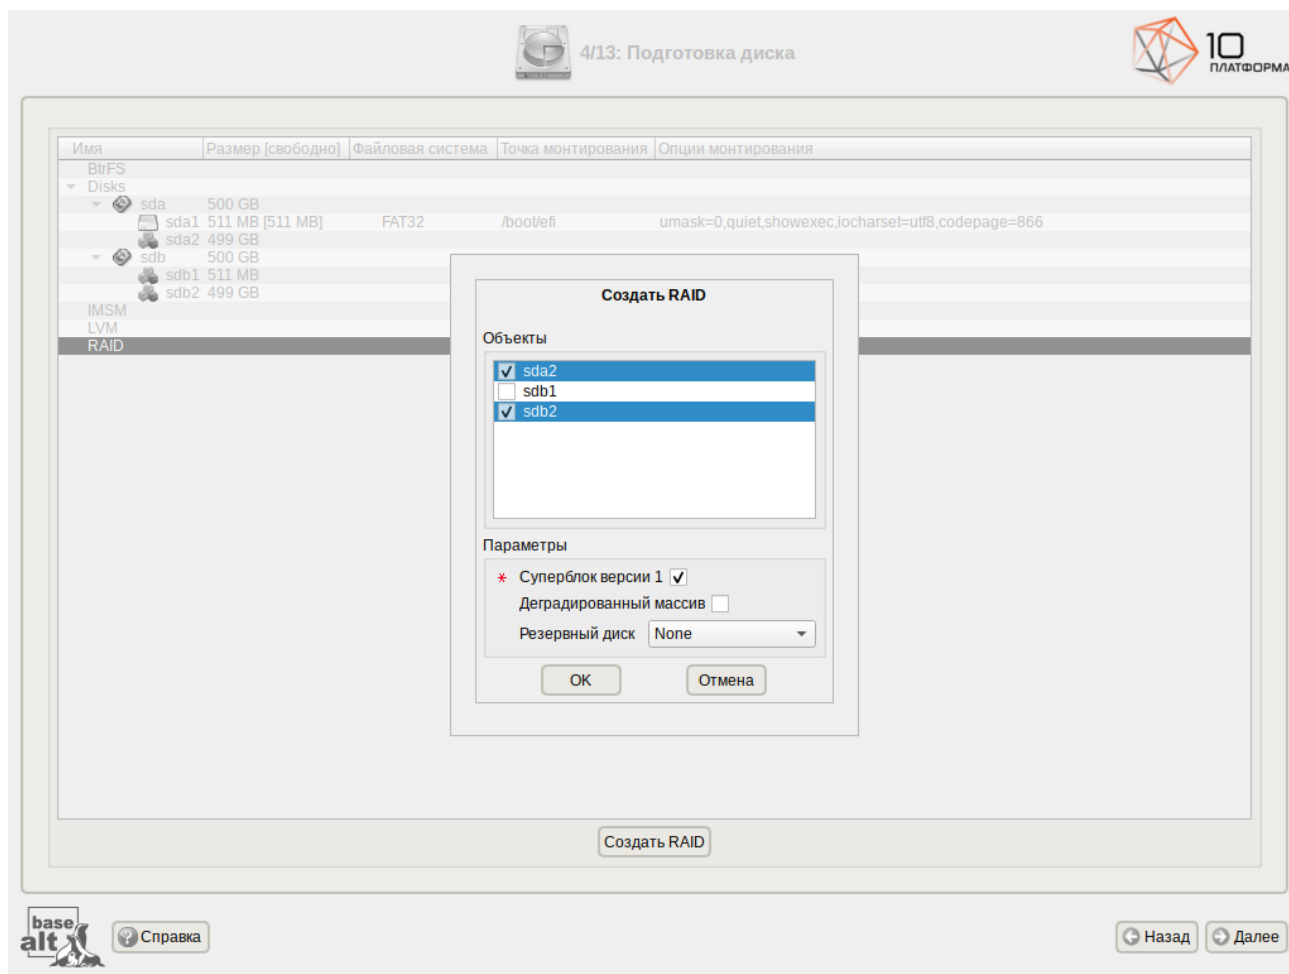 4/13: Подготовка диска
10
ПЛАТФОРМА
Имя Размер [свободно] Файловая система Точка монтирования Опции монтирования
BtrFS
Disks
sda 500 GB
sda1 511 MB [511 MB] FAT32 /boot/efi umask=0,quiet,showexec,iocharset=utf8,codepage=866
sda2 499 GB
sdb 500 GB
sdb1 511 MB
sdb2 499 GB
IMSM
LVM
RAID
Создать RAID
Объекты
sda2
sdb1
sdb2
Параметры
* Суперблок версии 1
Деградированный массив
Резервный диск None
OK Отмена
Создать RAID
base
alt
Справка
Назад Далее